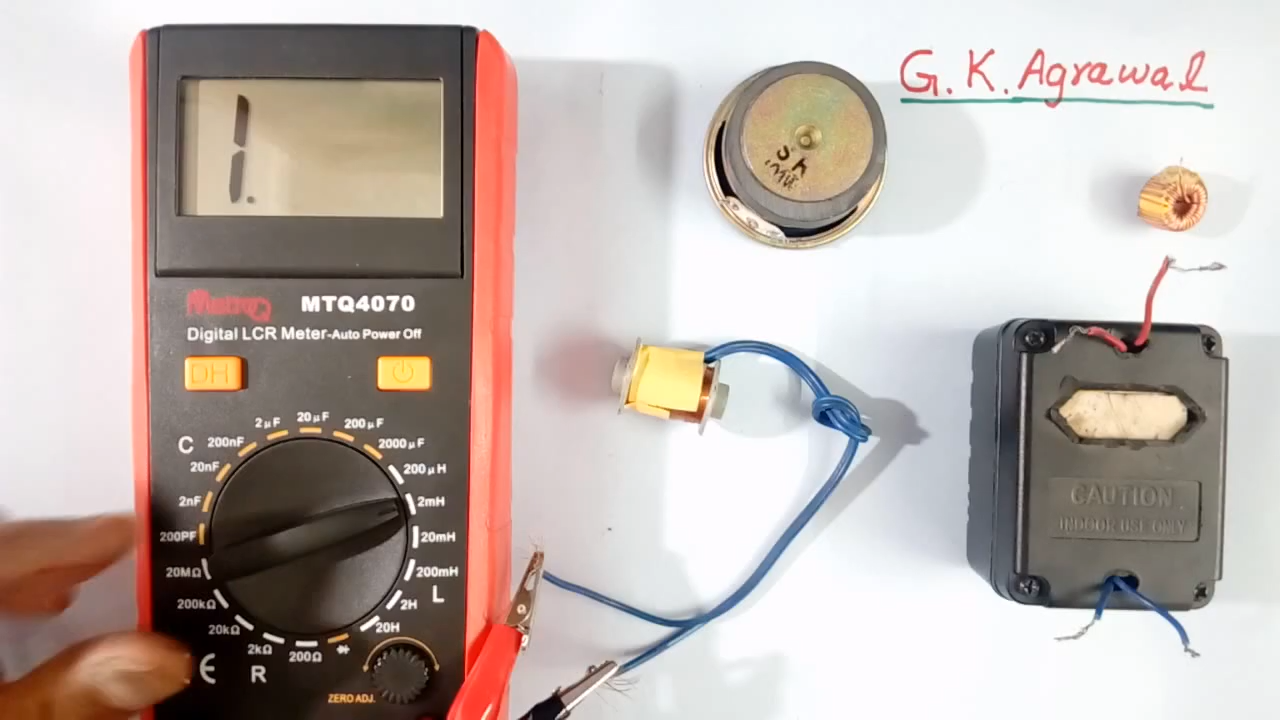 G. K. Agrawal
1.
MetroQ MTQ4070
Digital LCR Meter-Auto Power Off
DH
20µF
2µF 200µF
C 200nF 2000µF
20nF 200µH
2nF 2mH
200PF 20mH
20MΩ 200mH
L
200kΩ 2H
20kΩ 20H
2kΩ 200Ω
CE R
ZERO ADJ.
CAUTION
INDOOR USE ONLY